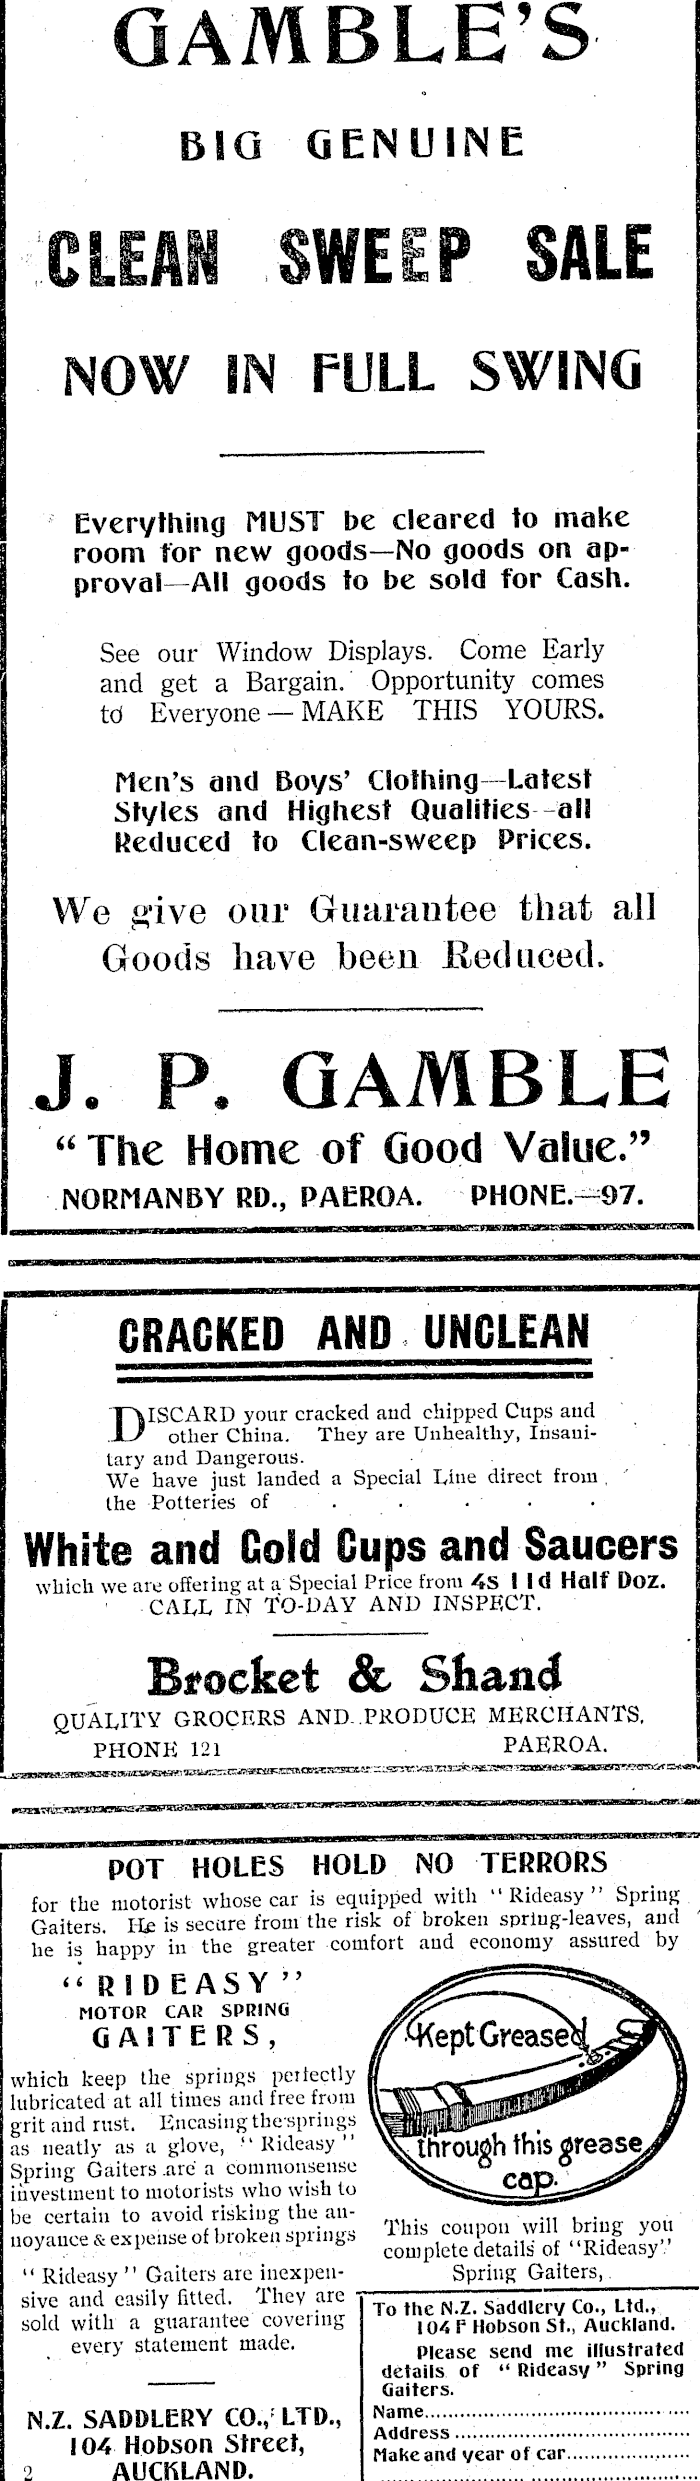 GAMBLE'S
BIG GENUINE
CLEAN SWEEP SALE
NOW IN FULL SWING
Everything MUST be cleared to make
room for new goods—No goods on ap-
proval—All goods to be sold for Cash.
See our Window Displays. Come Early
and get a Bargain. Opportunity comes
to Everyone — MAKE THIS YOURS.
Men's and Boys' Clothing—Latest
Styles and Highest Qualities—all
Reduced to Clean-sweep Prices.
We give our Guarantee that all
Goods have been Reduced.
J. P. GAMBLE
"The Home of Good Value."
NORMANBY RD., PAEROA. PHONE.—97.
CRACKED AND UNCLEAN
DISCARD your cracked and chipped Cups and
other China. They are Unhealthy, Insani-
tary and Dangerous.
We have just landed a Special Line direct from
the Potteries of . . . . .
White and Gold Cups and Saucers
which we are offering at a Special Price from 4s 11d Half Doz.
CALL IN TO-DAY AND INSPECT.
Brocket & Shand
QUALITY GROCERS AND PRODUCE MERCHANTS,
PHONE 121 PAEROA.
POT HOLES HOLD NO TERRORS
for the motorist whose car is equipped with "Rideasy" Spring
Gaiters. He is secure from the risk of broken spring-leaves, and
he is happy in the greater comfort and economy assured by
"RIDEASY"
MOTOR CAR SPRING
GAITERS,
which keep the springs perfectly
lubricated at all times and free from
grit and rust. Encasing the springs
as neatly as a glove, "Rideasy"
Spring Gaiters are a commonsense
investment to motorists who wish to
be certain to avoid risking the an-
noyance & expense of broken springs
"Rideasy" Gaiters are inexpen-
sive and easily fitted. They are
sold with a guarantee covering
every statement made.
N.Z. SADDLERY CO., LTD.,
104 Hobson Street,
AUCKLAND.
2
Kept Greased
through this grease
cap.
This coupon will bring you
complete details of "Rideasy"
Spring Gaiters,
To the N.Z. Saddlery Co., Ltd.,
104 F Hobson St., Auckland.
Please send me illustrated
details of "Rideasy" Spring
Gaiters.
Name..........
Address ..........
Make and year of car..........